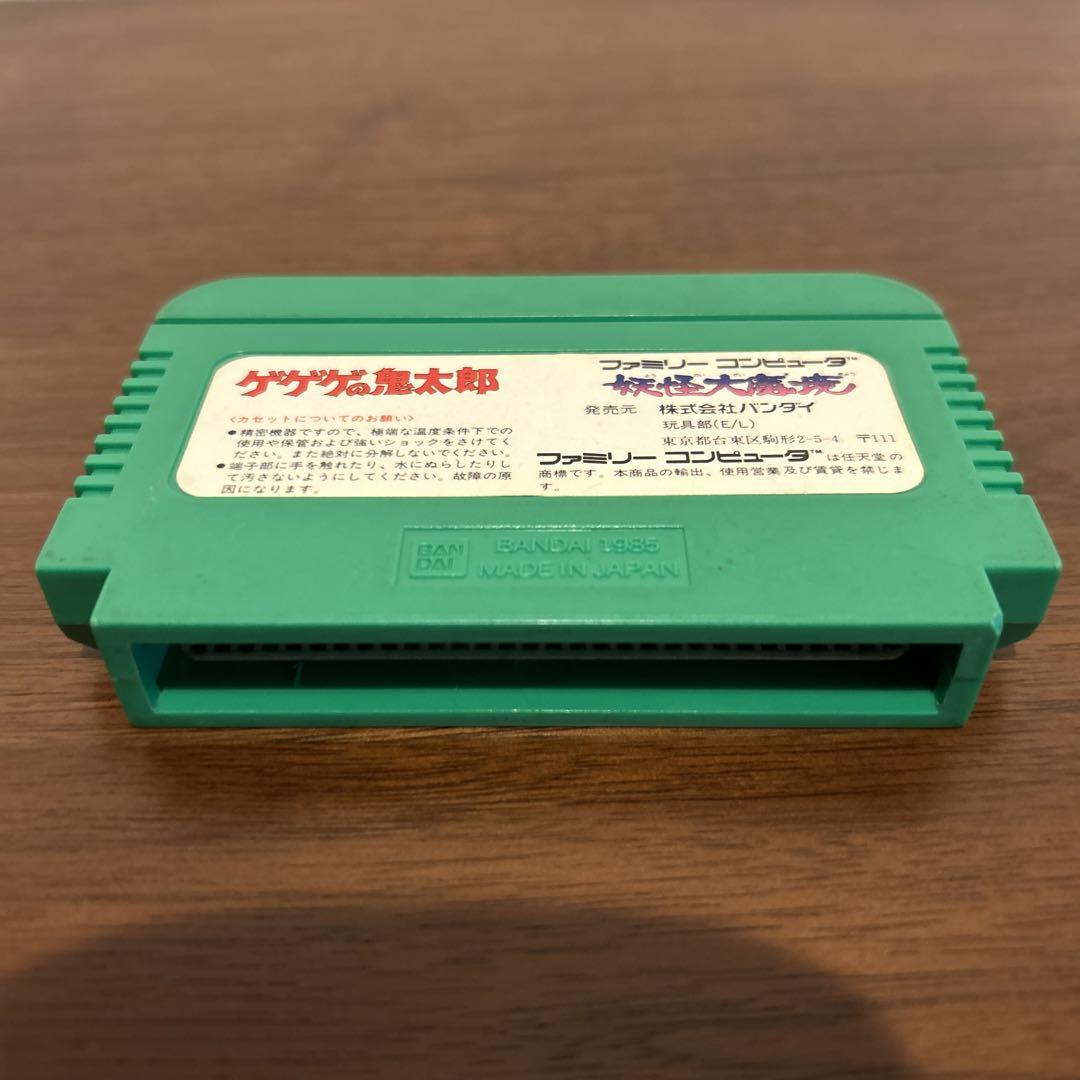 ゲゲゲの鬼太郎
<カセットについてのお願い>
●精密機器ですので、極端な温度条件下での
使用や保管および強いショックをさけてく
ださい。また絶対に分解しないでください。
●端子部に手を触れたり、水にぬらしたりし
て汚さないようにしてください。故障の原
因になります。
ファミリー コンピュータ™
妖怪大魔境
発売元 株式会社バンダイ
玩具部(E/L)
東京都台東区駒形2-5-4 〒111
ファミリー コンピュータ™は任天堂の
商標です。本商品の輸出、使用営業及び賃貸を禁じま
す。
BAN
DAI
BANDAI 1985
MADE IN JAPAN